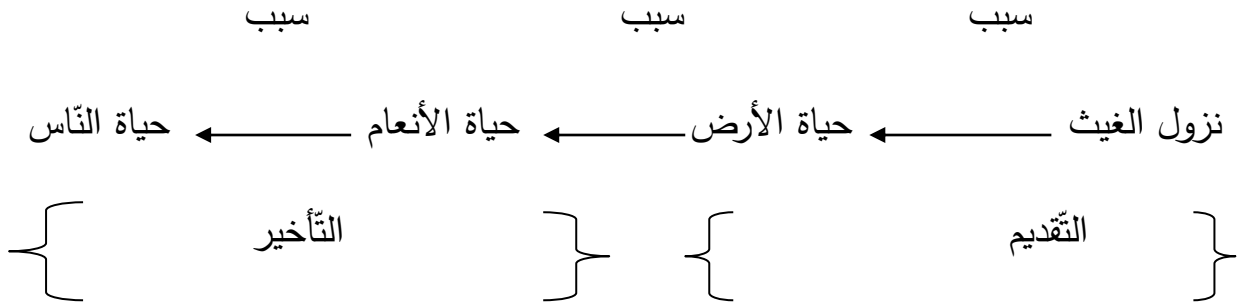 سبب سبب سبب
نزول الغيث حياة الأرض حياة الأنعام حياة النّاس
التّقديم التّأخير